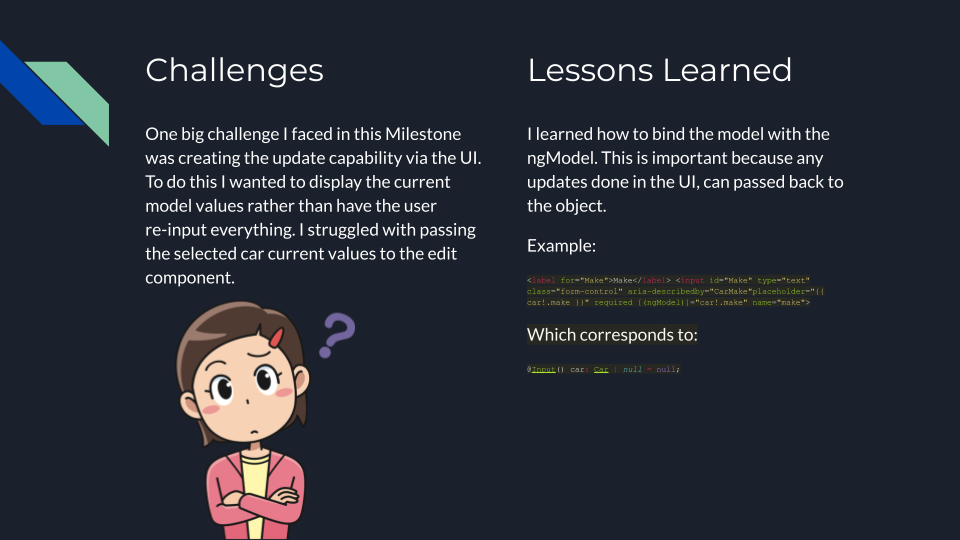 Challenges
One big challenge I faced in this Milestone
was creating the update capability via the UI.
To do this I wanted to display the current
model values rather than have the user
re-input everything. I struggled with passing
the selected car current values to the edit
component.
?
Lessons Learned
I learned how to bind the model with the
ngModel. This is important because any
updates done in the UI, can passed back to
the object.
Example:
<label for="Make">Make</label> <input id="Make" type="text"
class="form-control" aria-describedby="CarMake"placeholder="{{
car!.make }}" required [(ngModel)]="car!.make" name="make">
Which corresponds to:
@Input() car: Car | null = null;